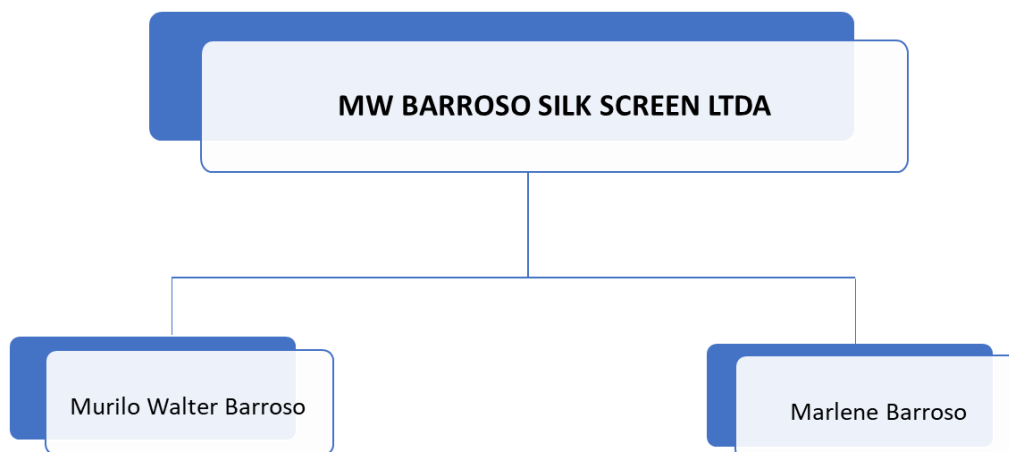 MW BARROSO SILK SCREEN LTDA
Murilo Walter Barroso
Marlene Barroso